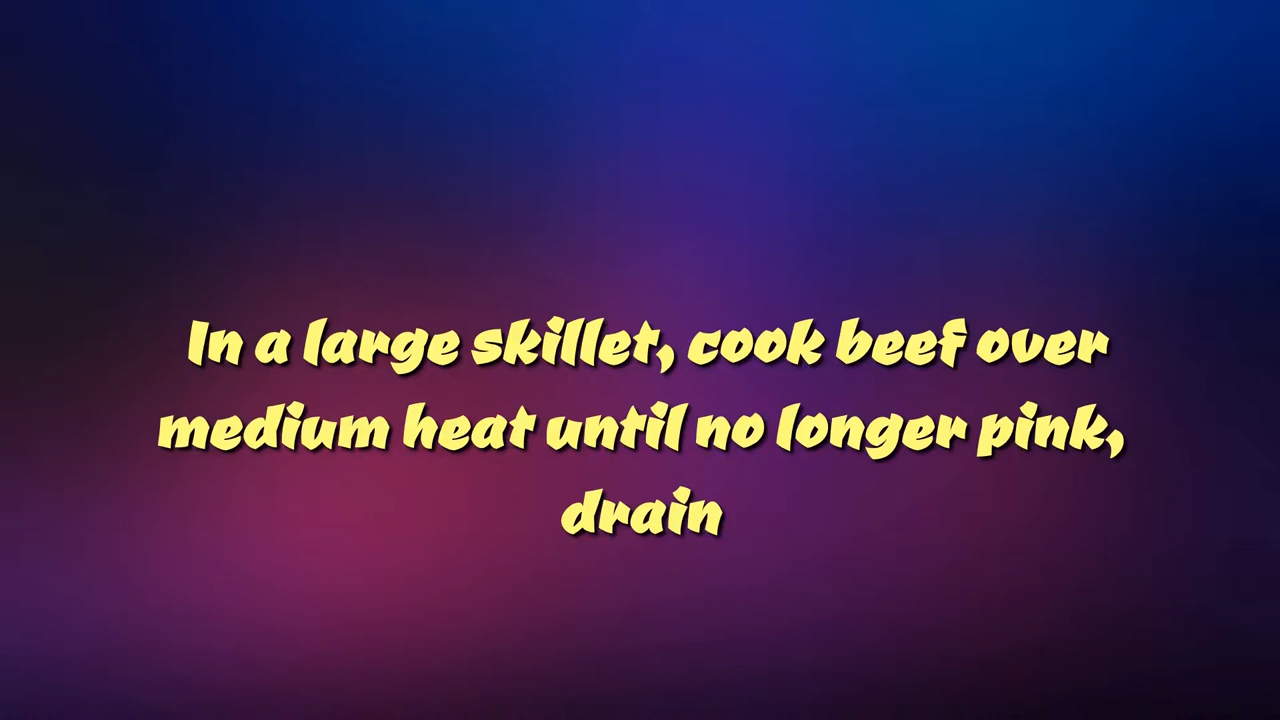 In a large skillet, cook beef over
medium heat until no longer pink,
drain